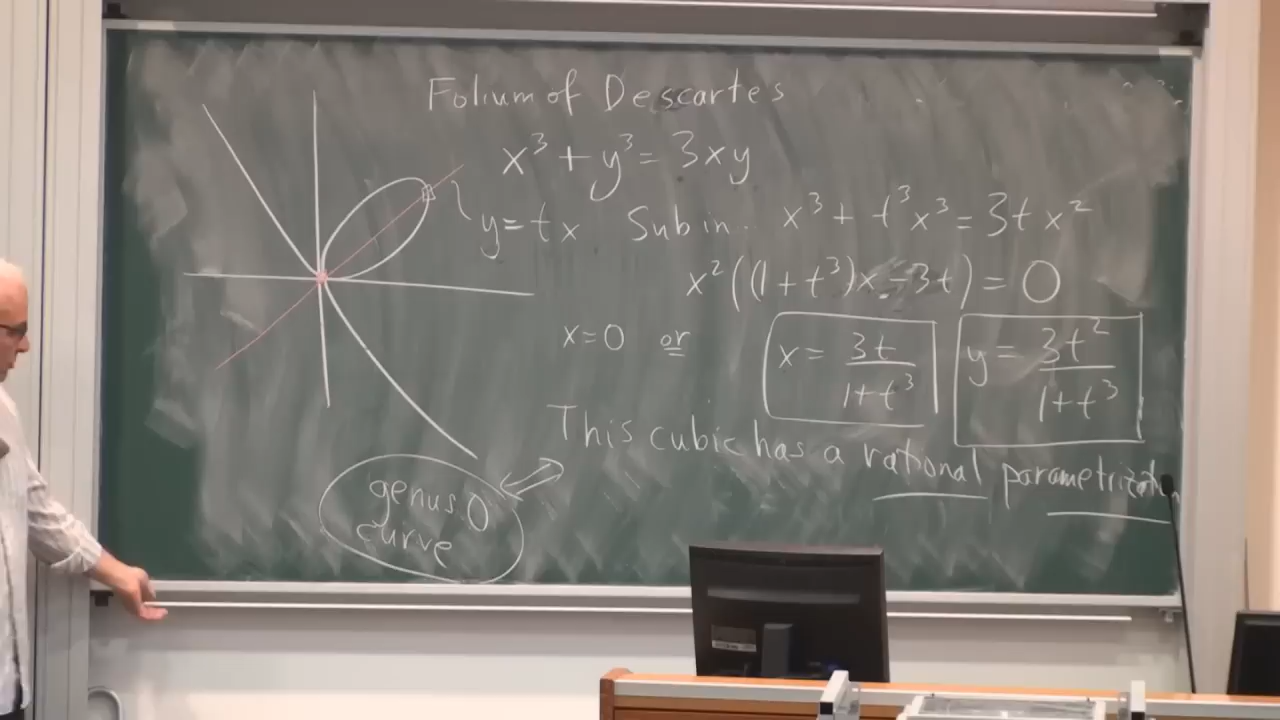 Folium of Descartes
x³ + y³ = 3xy
y = tx Sub in. x³ + t³x³ = 3tx²
x²((1+t³)x - 3t) = 0
x = 0 or x = 3t / 1+t³ y = 3t² / 1+t³
This cubic has a rational
genus 0
curve